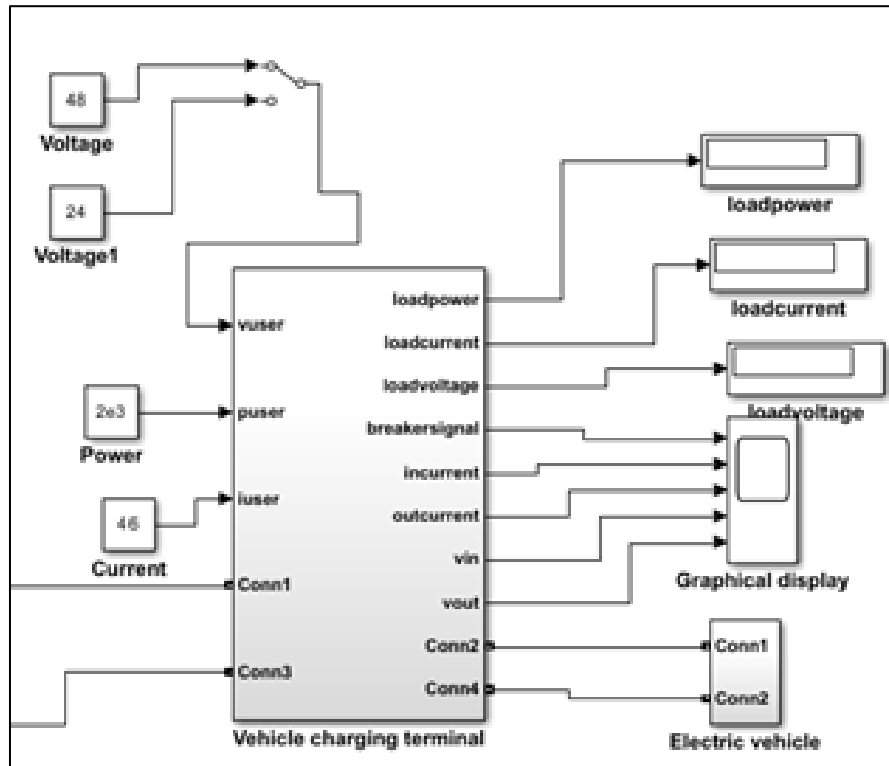 48
Voltage
24
Voltage1
loadpower
loadcurrent
loadvoltage
vuser
puser
iuser
Conn1
Conn3
loadpower
loadcurrent
loadvoltage
breakersignal
incurrent
outcurrent
vin
vout
Conn2
Conn4
2e3
Power
46
Current
Graphical display
Conn1
Conn2
Vehicle charging terminal
Electric vehicle